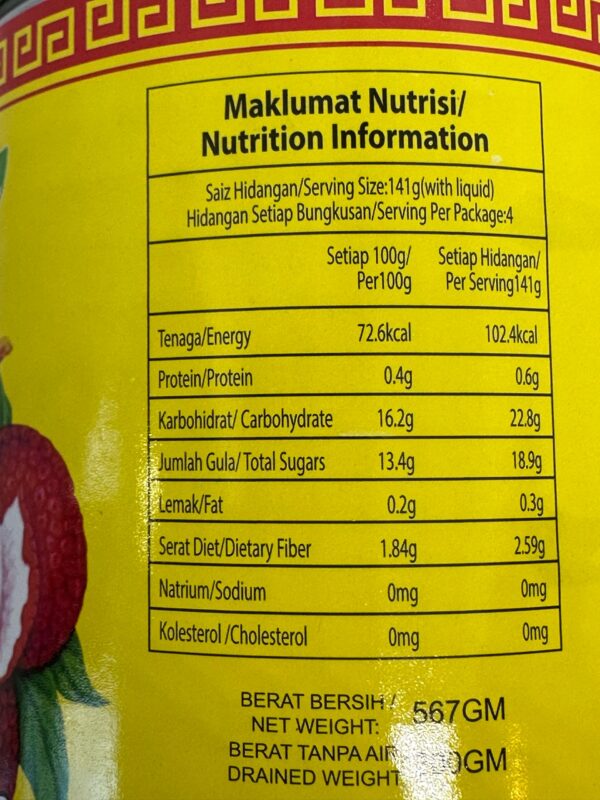 Maklumat Nutrisi/
Nutrition Information
Saiz Hidangan/Serving Size:141g(with liquid)
Hidangan Setiap Bungkusan/Serving Per Package:4
Setiap 100g/ Setiap Hidangan/
Per100g Per Serving141g
Tenaga/Energy 72.6kcal 102.4kcal
Protein/Protein 0.4g 0.6g
Karbohidrat/ Carbohydrate 16.2g 22.8g
Jumlah Gula/ Total Sugars 13.4g 18.9g
Lemak/Fat 0.2g 0.3g
Serat Diet/Dietary Fiber 1.84g 2.59g
Natrium/Sodium 0mg 0mg
Kolesterol /Cholesterol 0mg 0mg
BERAT BERSIH /
NET WEIGHT: 567GM
BERAT TANPA AIR
DRAINED WEIGHT